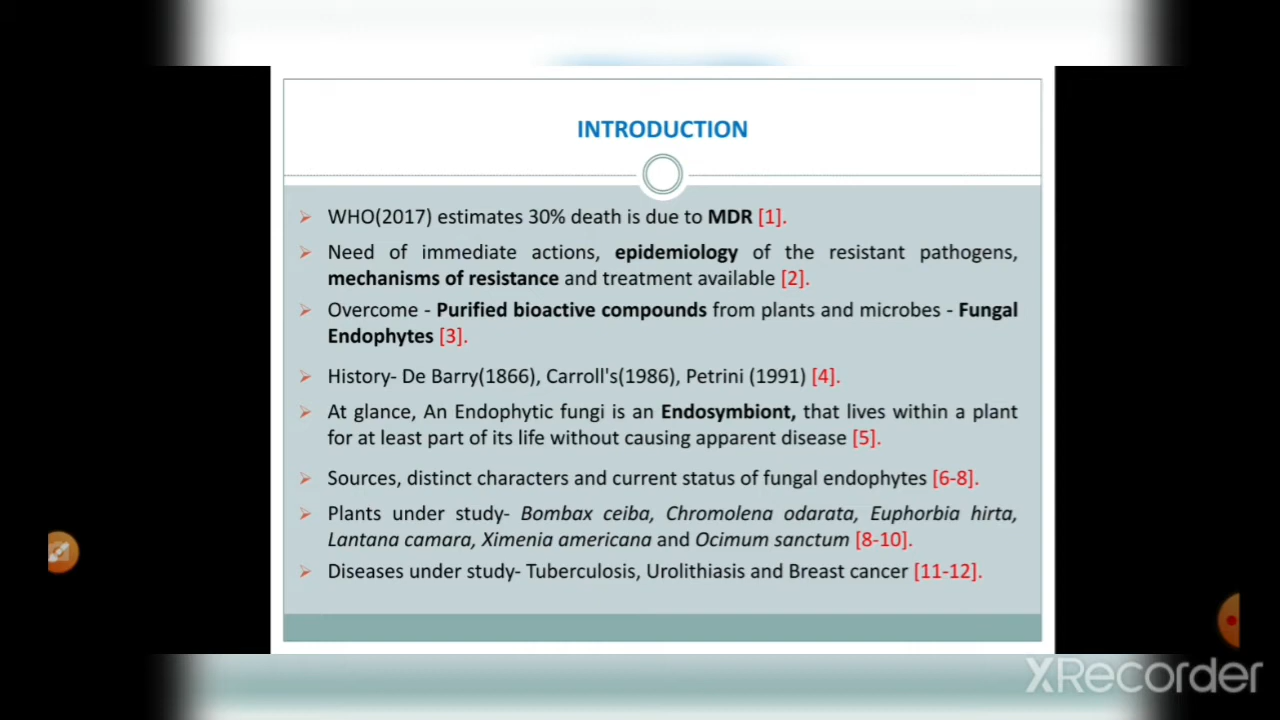 INTRODUCTION
WHO(2017) estimates 30% death is due to MDR [1].
Need of immediate actions, epidemiology of the resistant pathogens,
mechanisms of resistance and treatment available [2].
Overcome - Purified bioactive compounds from plants and microbes - Fungal
Endophytes [3].
History- De Barry(1866), Carroll's(1986), Petrini (1991) [4].
At glance, An Endophytic fungi is an Endosymbiont, that lives within a plant
for at least part of its life without causing apparent disease [5].
Sources, distinct characters and current status of fungal endophytes [6-8].
Plants under study- Bombax ceiba, Chromolena odarata, Euphorbia hirta,
Lantana camara, Ximenia americana and Ocimum sanctum [8-10].
Diseases under study- Tuberculosis, Urolithiasis and Breast cancer [11-12].
XRecorder